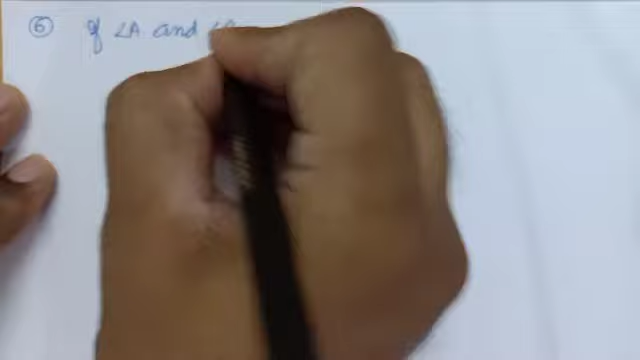 ⑥ If ∠A and ∠